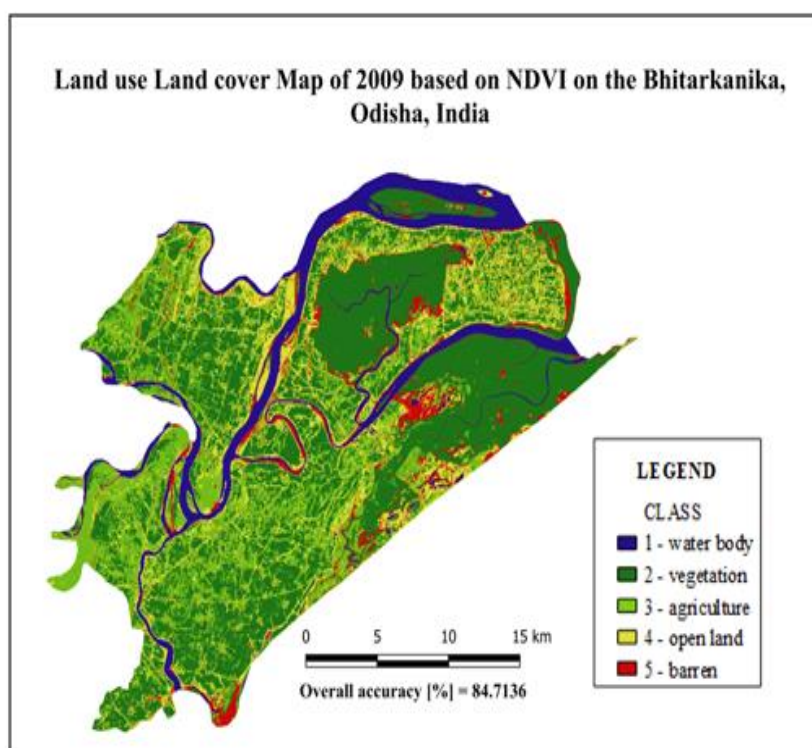 Land use Land cover Map of 2009 based on NDVI on the Bhitarkanika,
Odisha, India
LEGEND
CLASS
1 - water body
2 - vegetation
3 - agriculture
4 - open land
5 - barren
0 5 10 15 km
Overall accuracy [%] = 84.7136